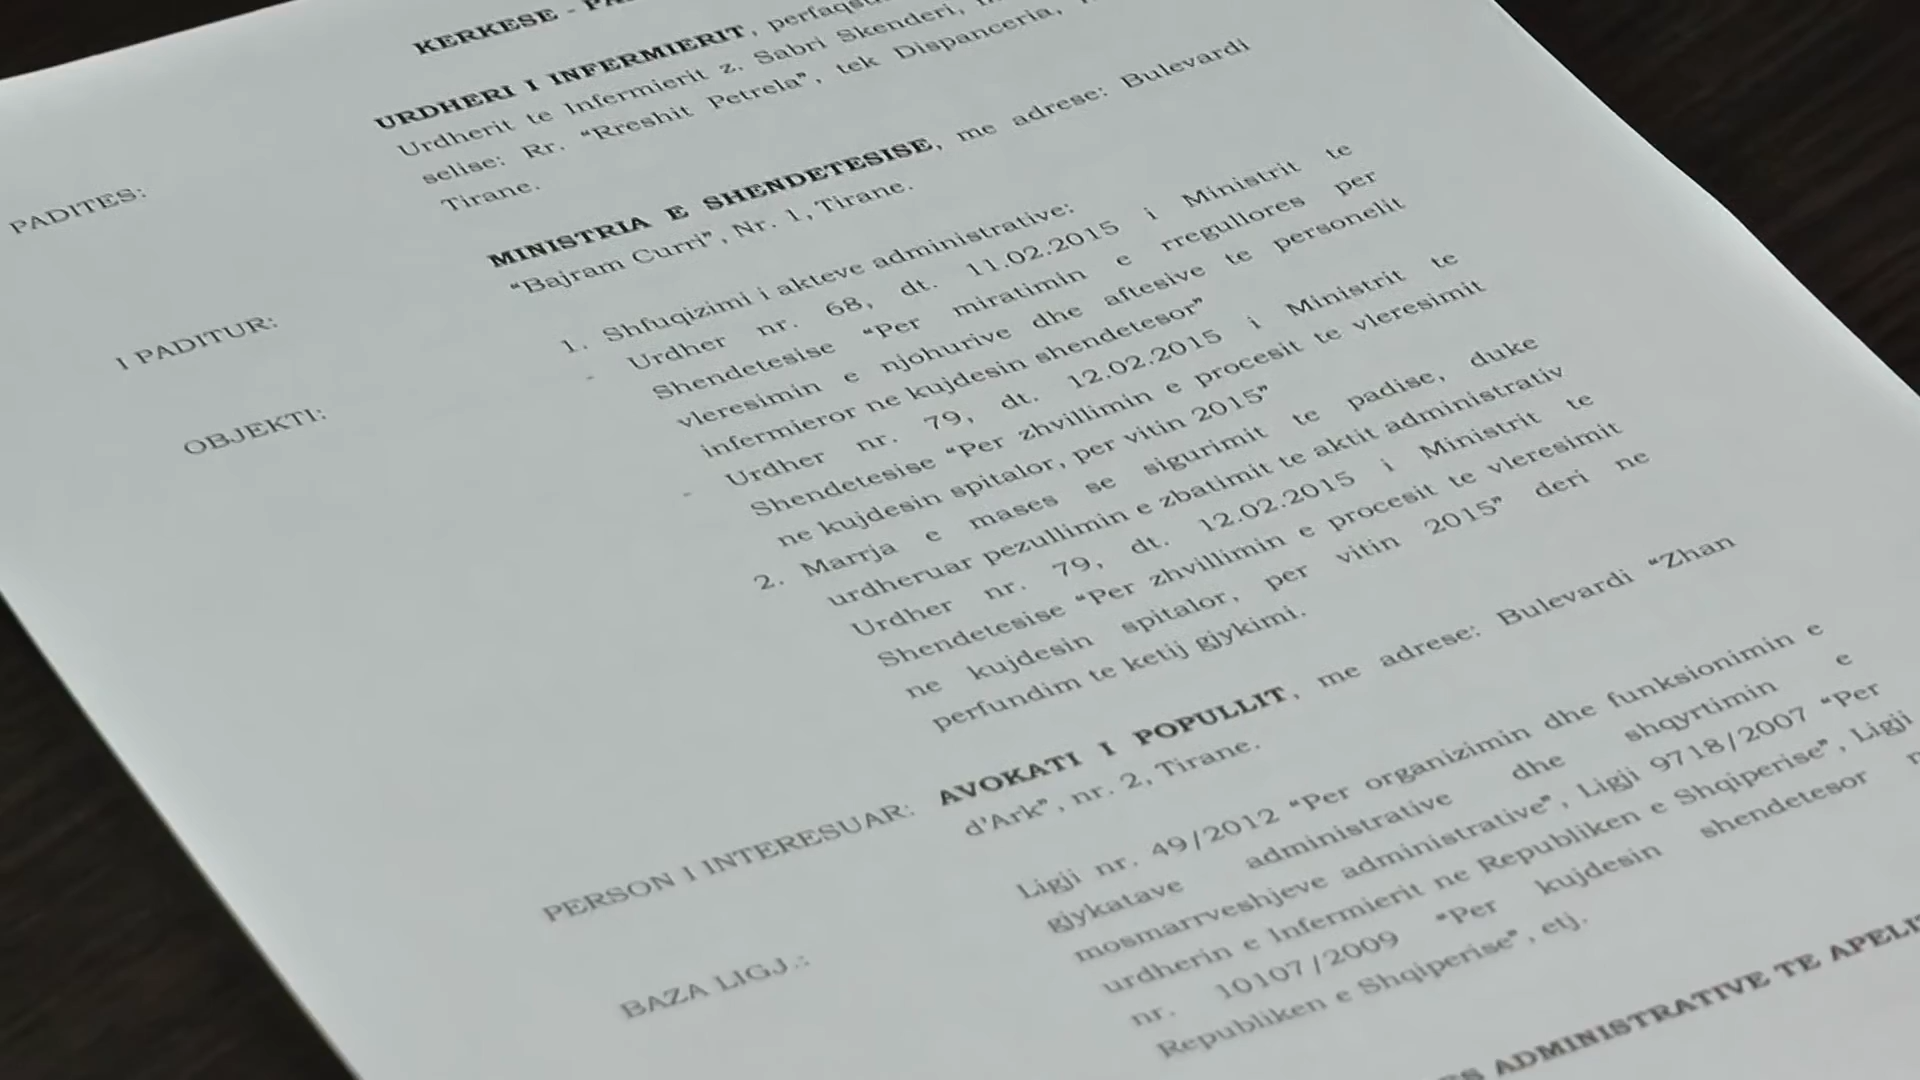 KERKESE -
PADITES:
URDHERI I INFERMIERIT,
Urdherit te Infermierit z. Sabri Skenderi,
selise: Rr. “Rreshit Petrela”, tek Dispanceria,
Tirane.
I PADITUR:
MINISTRIA E SHENDETESISE, me adrese: Bulevardi
“Bajram Curri”, Nr. 1, Tirane.
OBJEKTI:
1. Shfuqizimi i akteve administrative:
- Urdher nr. 68, dt. 11.02.2015 i Ministrit te
Shendetesise “Per miratimin e rregullores per
vleresimin e njohurive dhe aftesive te personelit
infermieror ne kujdesin shendetesor”
- Urdher nr. 79, dt. 12.02.2015 i Ministrit te
Shendetesise “Per zhvillimin e procesit te vleresimit
ne kujdesin spitalor, per vitin 2015”
2. Marrja e mases se sigurimit te padise, duke
urdheruar pezullimin e zbatimit te aktit administrativ
Urdher nr. 79, dt. 12.02.2015 i Ministrit te
Shendetesise “Per zhvillimin e procesit te vleresimit
ne kujdesin spitalor, per vitin 2015” deri ne
perfundim te ketij gjykimi.
PERSON I INTERESUAR:
AVOKATI I POPULLIT, me adrese: Bulevardi “Zhan
d'Ark”, nr. 2, Tirane.
BAZA LIGJ.:
Ligji nr. 49/2012 “Per organizimin dhe funksionimin e
gjykatave administrative dhe shqyrtimin e
mosmarrveshjeve administrative”, Ligji 9718/2007 “Per
urdherin e Infermierit ne Republiken e Shqiperise”, Ligji
nr. 10107/2009 “Per kujdesin shendetesor
Republiken e Shqiperise”, etj.
ADMINISTRATIVE TE